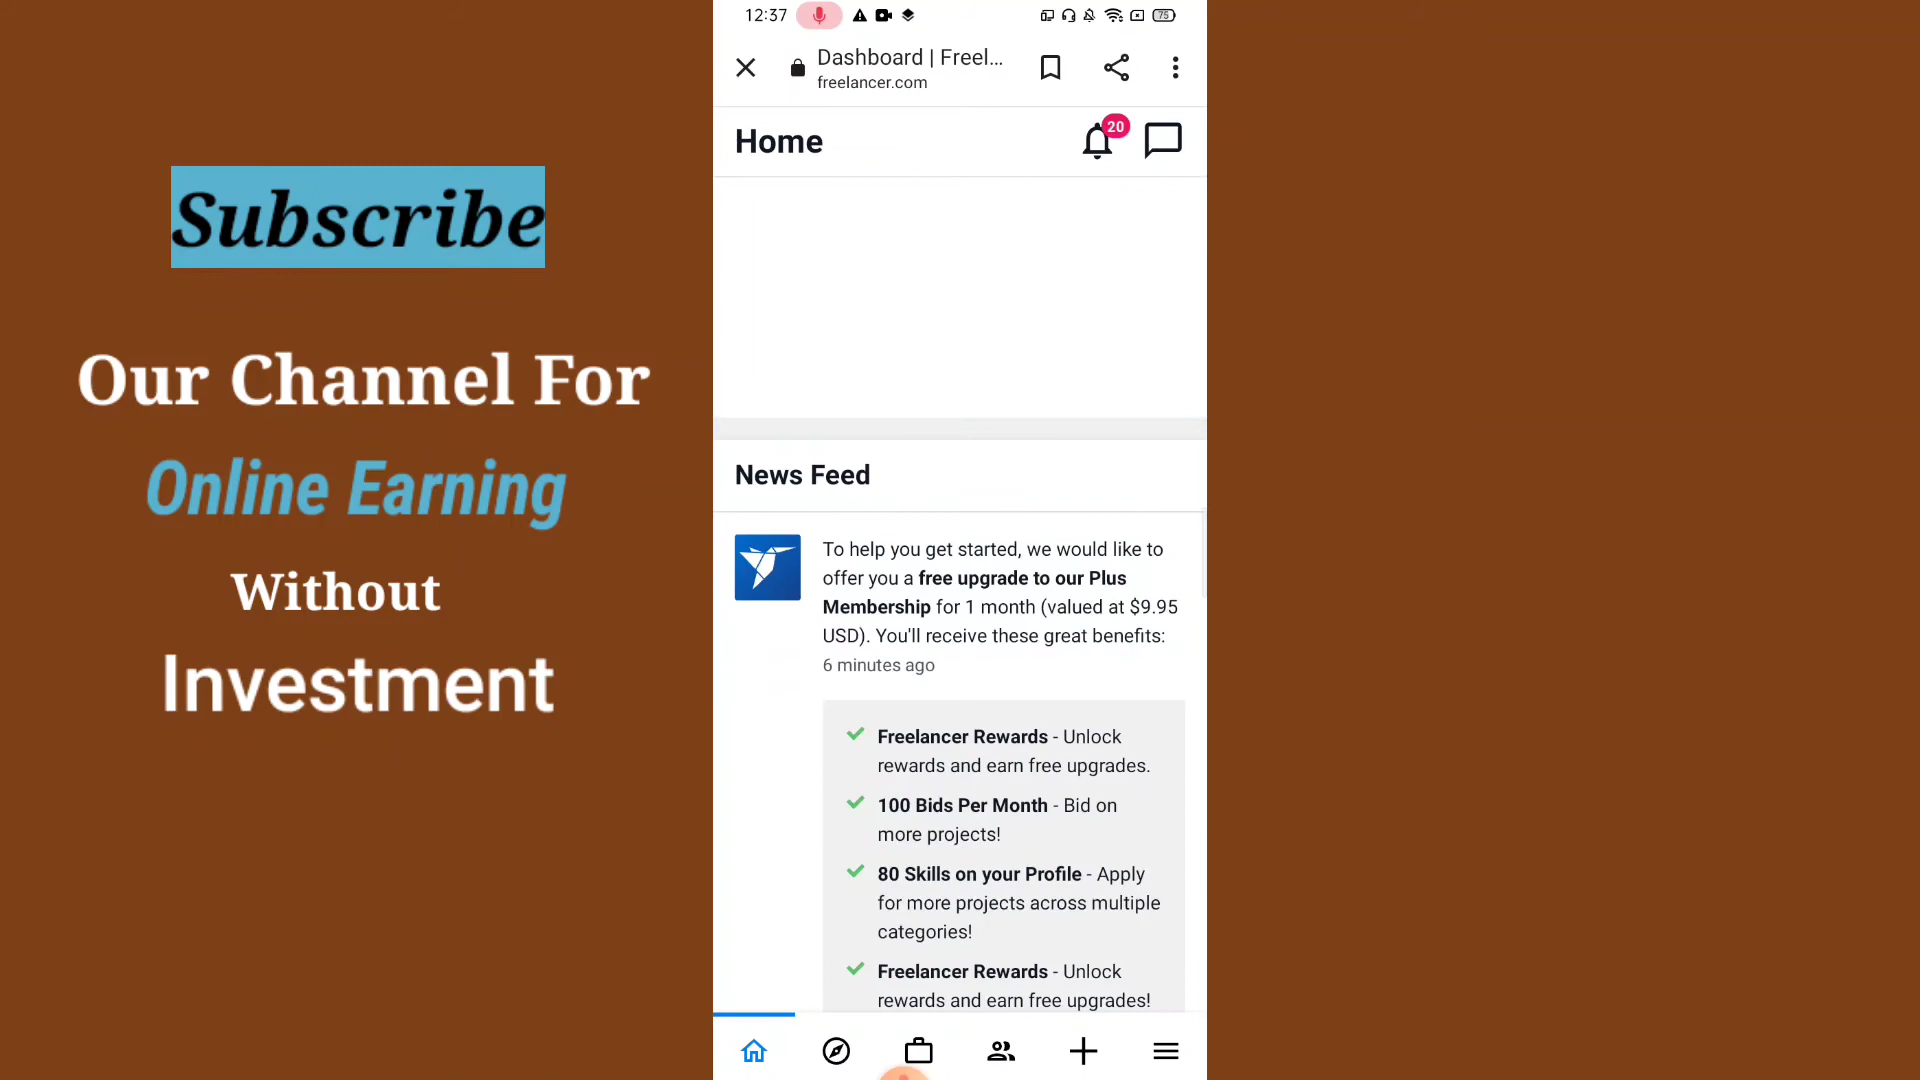 Subscribe
Our Channel For
Online Earning
Without
Investment
12:37
75
Dashboard | Freel...
freelancer.com
Home
20
News Feed
To help you get started, we would like to
offer you a free upgrade to our Plus
Membership for 1 month (valued at $9.95
USD). You'll receive these great benefits:
6 minutes ago
Freelancer Rewards - Unlock
rewards and earn free upgrades.
100 Bids Per Month - Bid on
more projects!
80 Skills on your Profile - Apply
for more projects across multiple
categories!
Freelancer Rewards - Unlock
rewards and earn free upgrades!